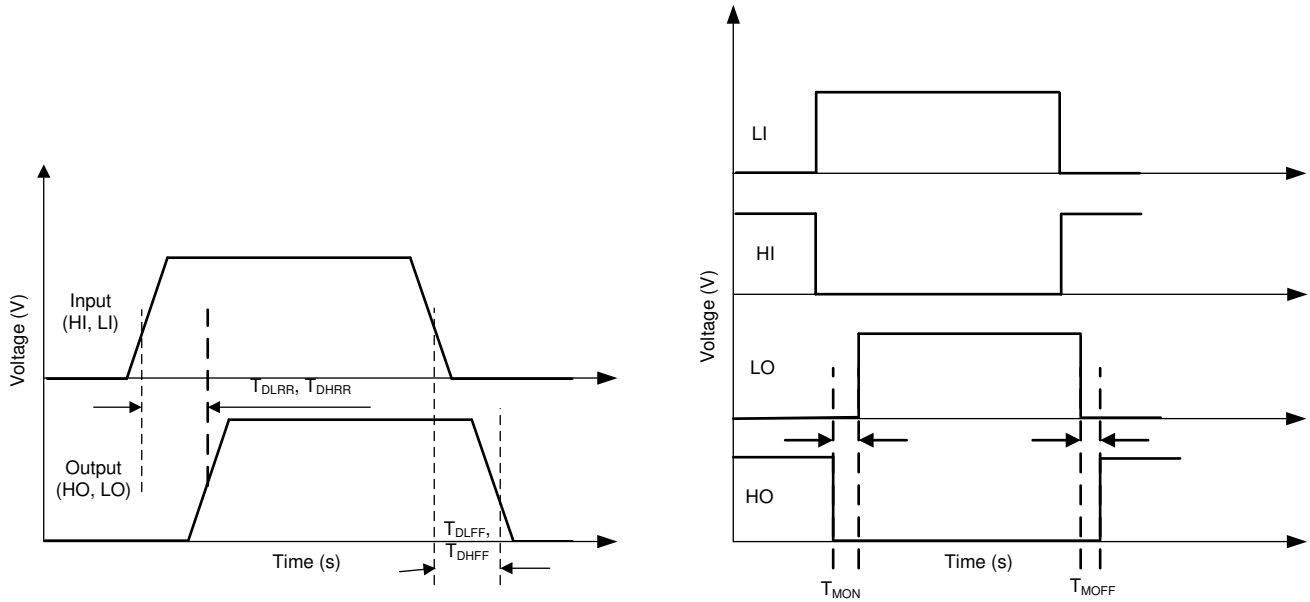 Voltage (V)
Input
(HI, LI)
TDLRR, TDHRR
Output
(HO, LO)
TDLFF,
TDHFF
Time (s)
Voltage (V)
LI
HI
LO
HO
Time (s)
TMON
TMOFF